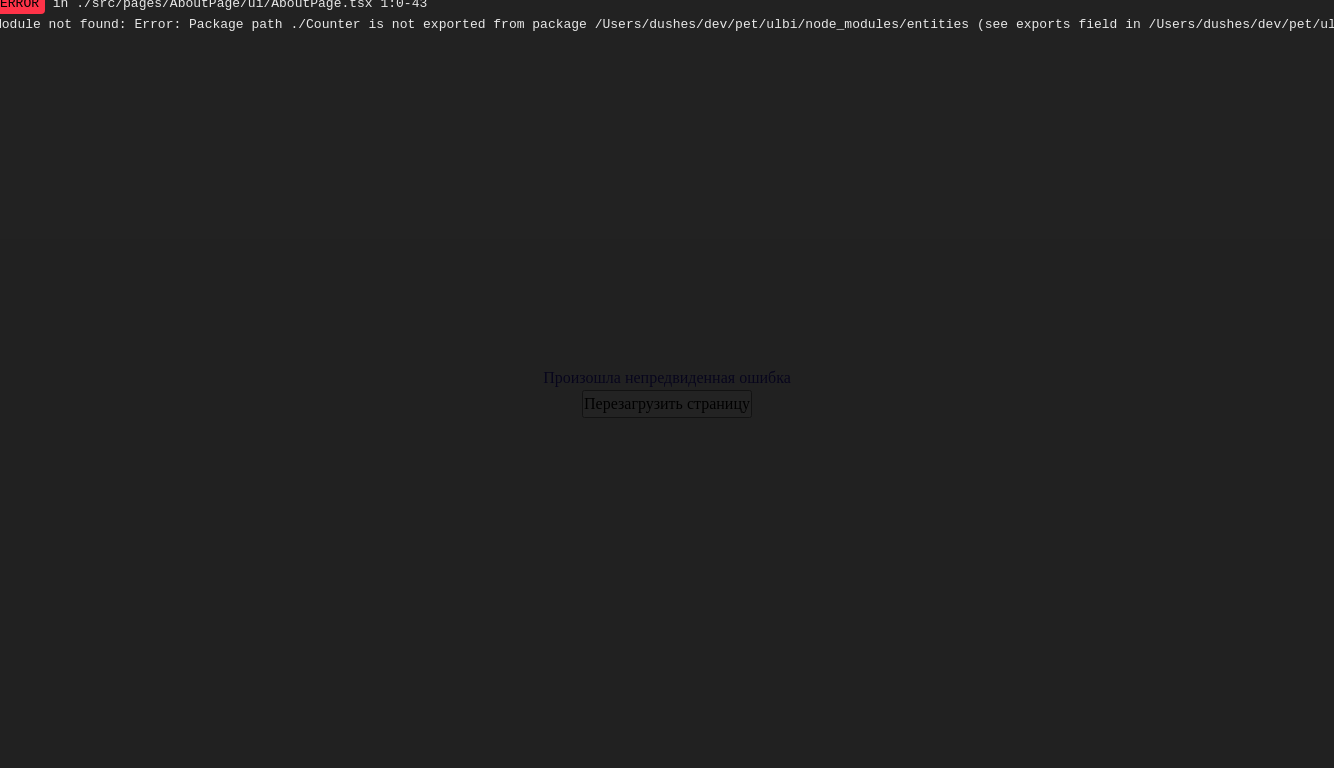 ERROR in ./src/pages/AboutPage/ui/AboutPage.tsx 1:0-43
Module not found: Error: Package path ./Counter is not exported from package /Users/dushes/dev/pet/ulbi/node_modules/entities (see exports field in /Users/dushes/dev/pet/ul
Произошла непредвиденная ошибка
Перезагрузить страницу